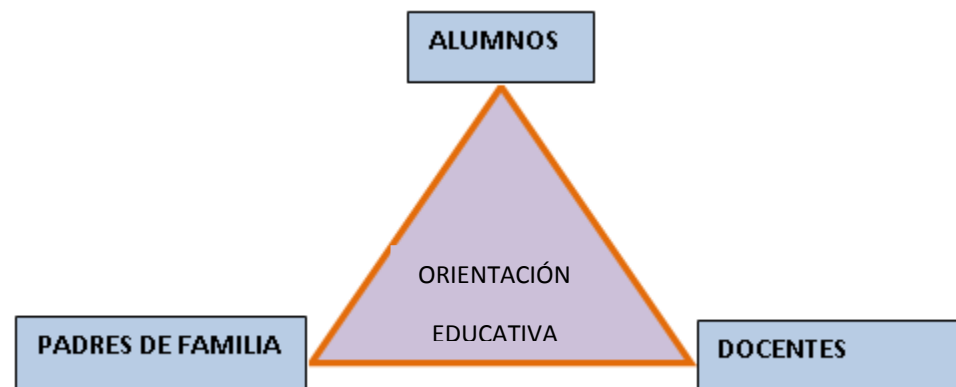 ALUMNOS
ORIENTACIÓN
EDUCATIVA
PADRES DE FAMILIA
DOCENTES